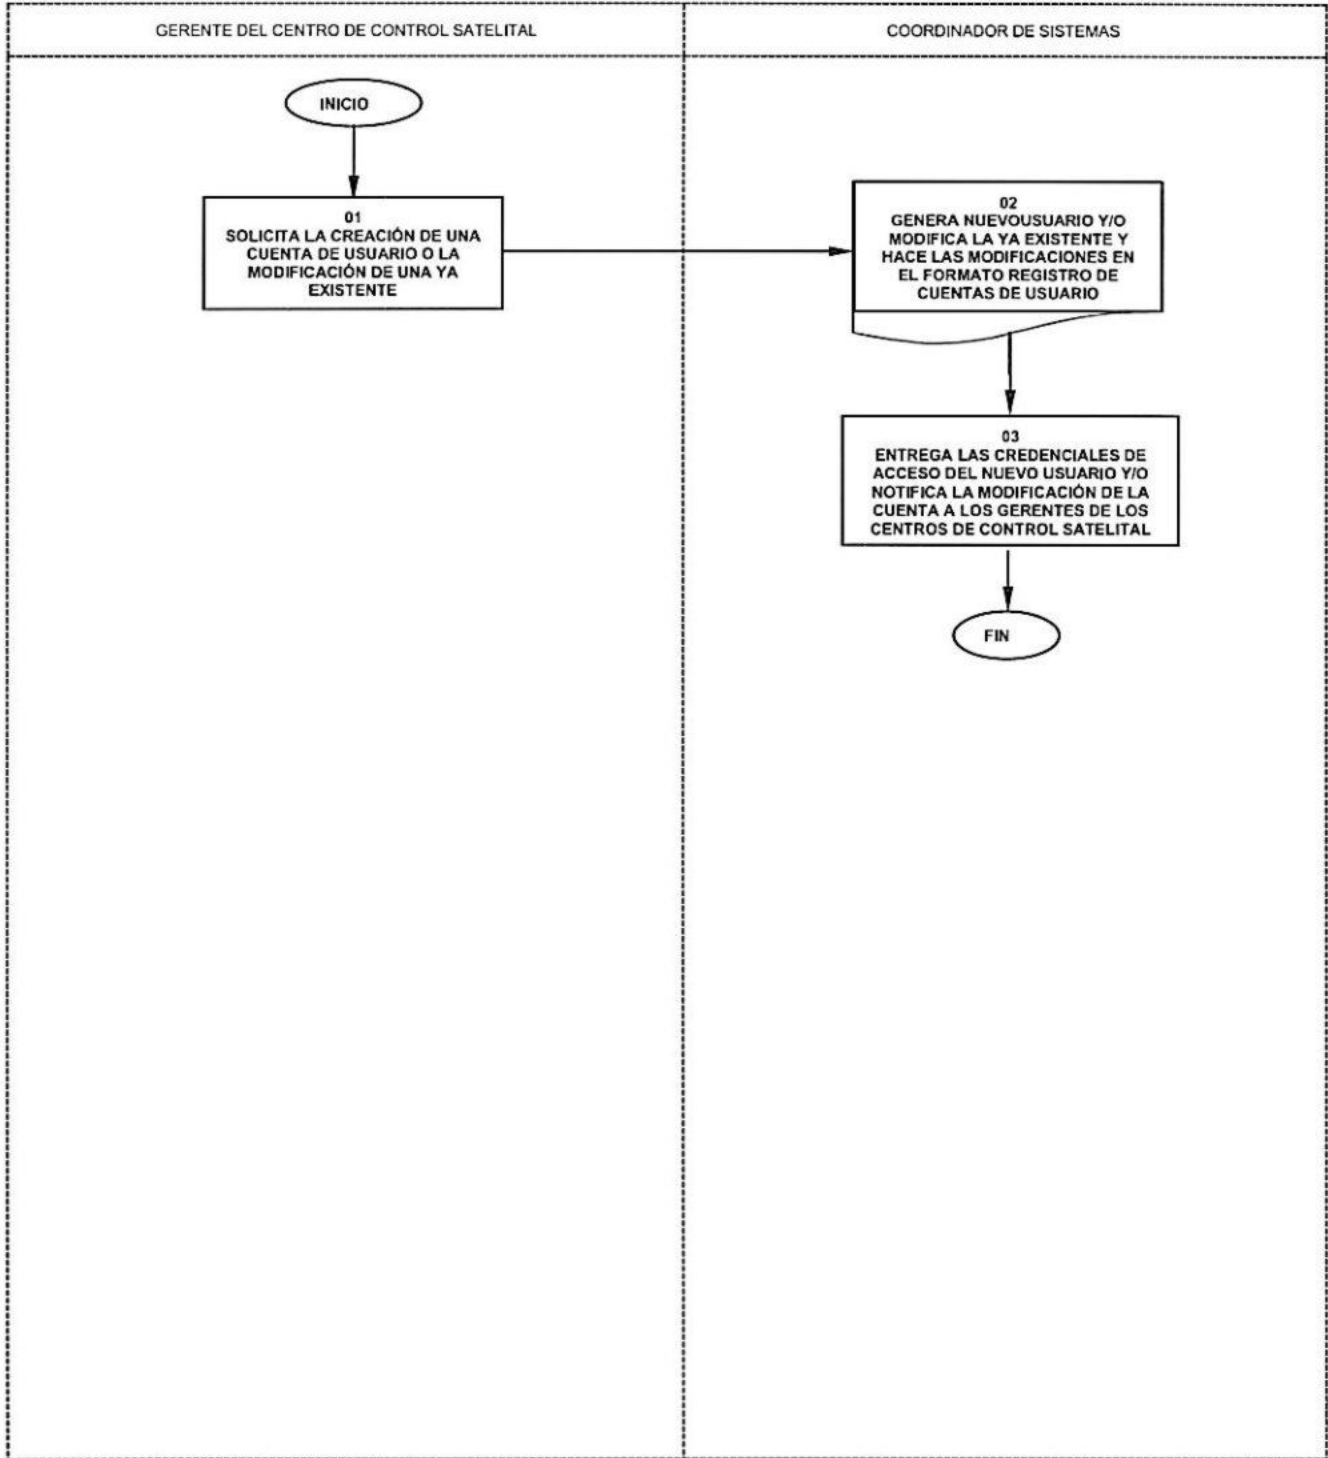 GERENTE DEL CENTRO DE CONTROL SATELITAL
COORDINADOR DE SISTEMAS
INICIO
01
SOLICITA LA CREACIÓN DE UNA
CUENTA DE USUARIO O LA
MODIFICACIÓN DE UNA YA
EXISTENTE
02
GENERA NUEVOUSUARIO Y/O
MODIFICA LA YA EXISTENTE Y
HACE LAS MODIFICACIONES EN
EL FORMATO REGISTRO DE
CUENTAS DE USUARIO
03
ENTREGA LAS CREDENCIALES DE
ACCESO DEL NUEVO USUARIO Y/O
NOTIFICA LA MODIFICACIÓN DE LA
CUENTA A LOS GERENTES DE LOS
CENTROS DE CONTROL SATELITAL
FIN